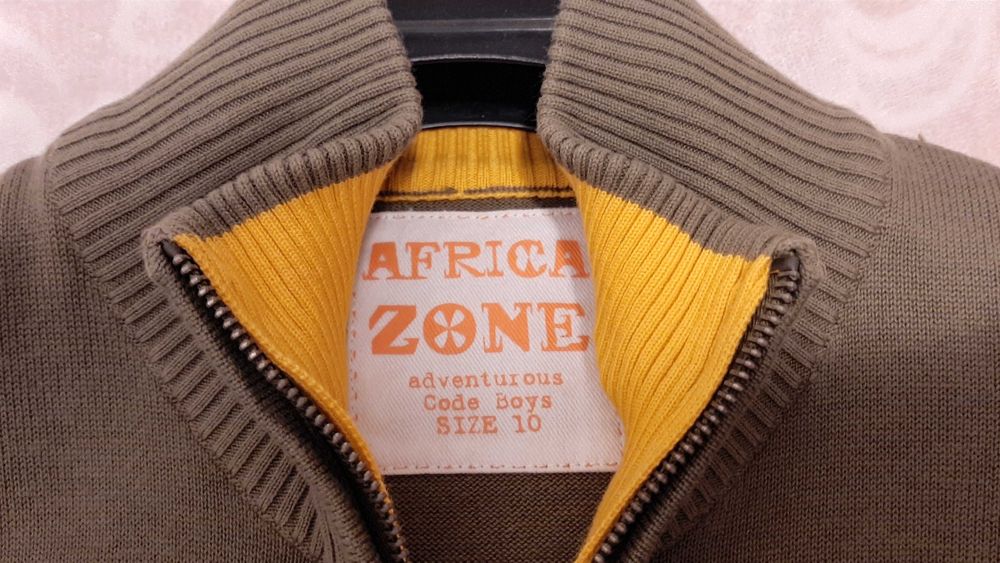 AFRICA
ZONE
adventurous
Code Boys
SIZE 10